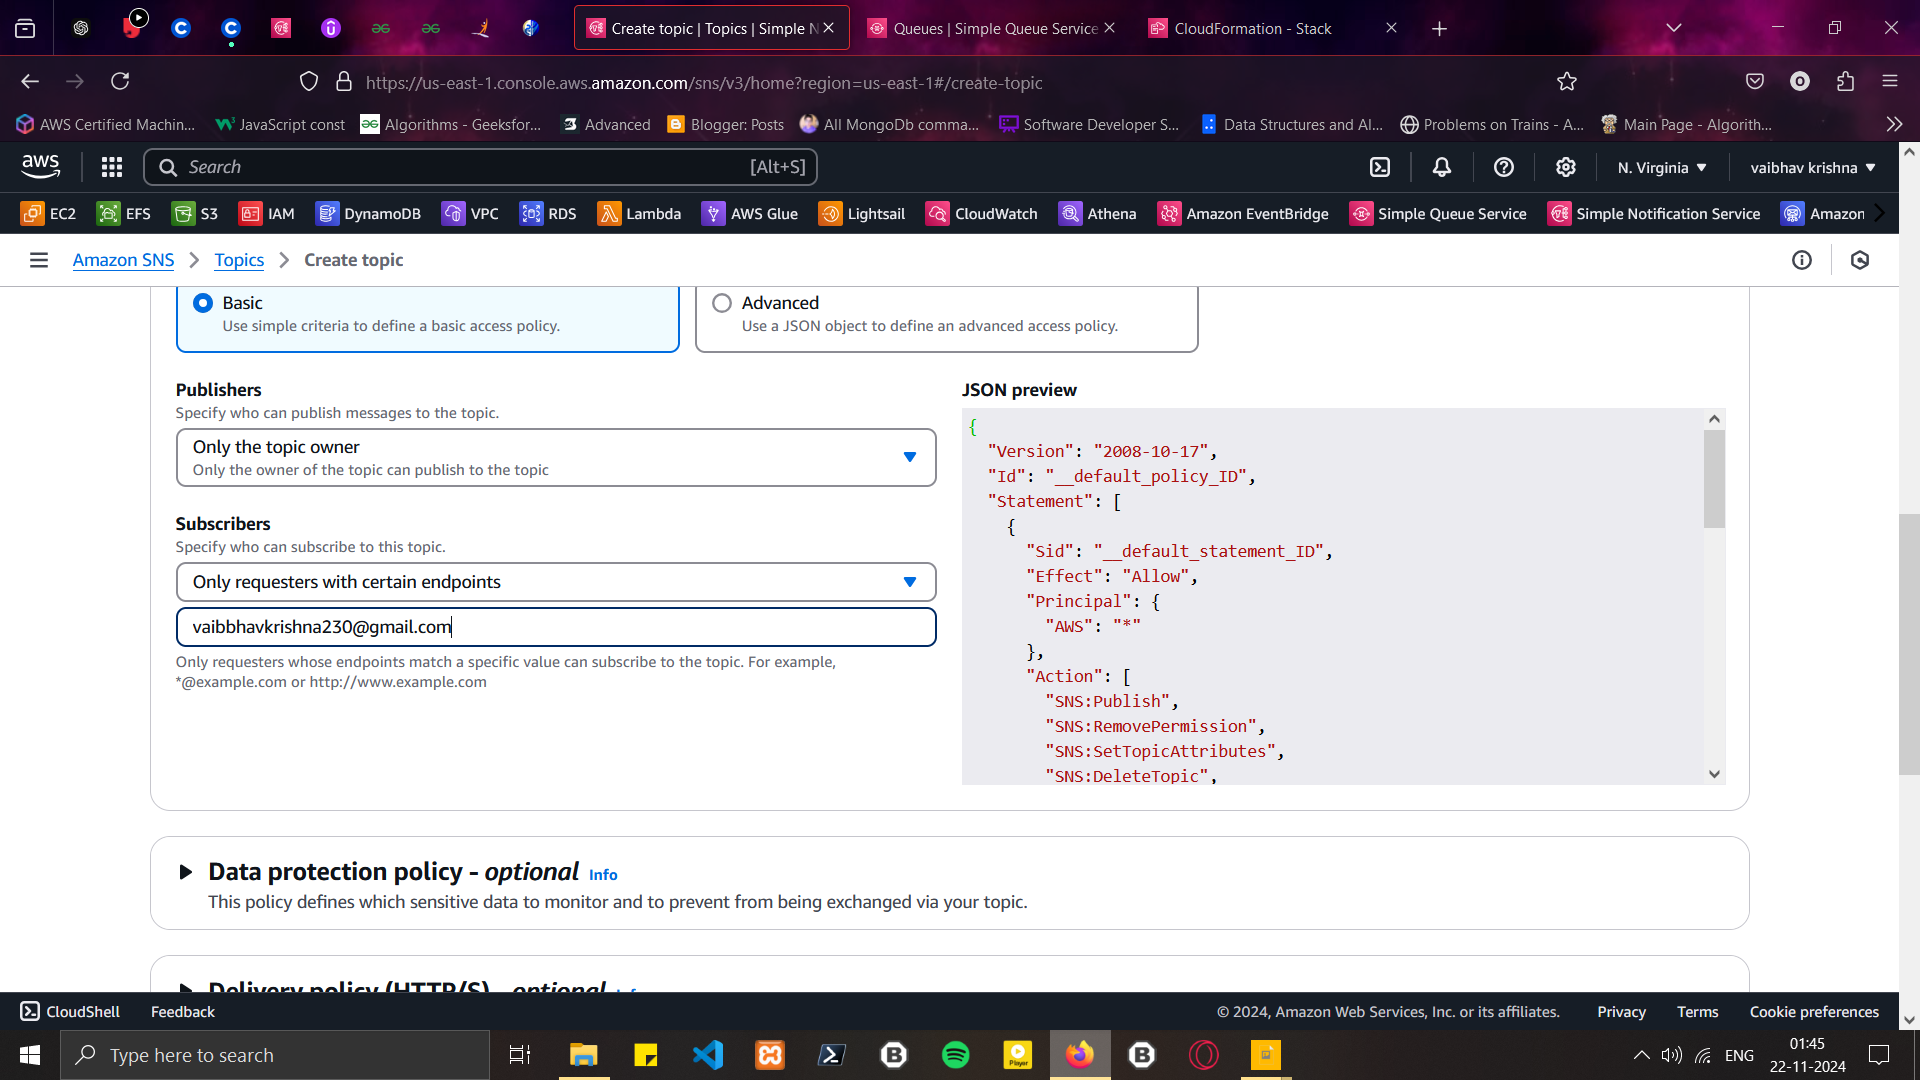 Create topic | Topics | Simple N
Queues | Simple Queue Service
CloudFormation - Stack
https://us-east-1.console.aws.amazon.com/sns/v3/home?region=us-east-1#/create-topic
AWS Certified Machin...
JavaScript const
Algorithms - Geeksfor...
Advanced
Blogger: Posts
All MongoDb comma...
Software Developer S...
Data Structures and Al...
Problems on Trains - A...
Main Page - Algorith...
aws
Search
[Alt+S]
N. Virginia
vaibhav krishna
EC2
EFS
S3
IAM
DynamoDB
VPC
RDS
Lambda
AWS Glue
Lightsail
CloudWatch
Athena
Amazon EventBridge
Simple Queue Service
Simple Notification Service
Amazon
Amazon SNS
Topics
Create topic
Basic
Use simple criteria to define a basic access policy.
Advanced
Use a JSON object to define an advanced access policy.
Publishers
Specify who can publish messages to the topic.
Only the topic owner
Only the owner of the topic can publish to the topic
Subscribers
Specify who can subscribe to this topic.
Only requesters with certain endpoints
vaibbhavkrishna230@gmail.com
Only requesters whose endpoints match a specific value can subscribe to the topic. For example,
*@example.com or http://www.example.com
JSON preview
{
"Version": "2008-10-17",
"Id": "__default_policy_ID",
"Statement": [
{
"Sid": "__default_statement_ID",
"Effect": "Allow",
"Principal": {
"AWS": "*"
},
"Action": [
"SNS:Publish",
"SNS:RemovePermission",
"SNS:SetTopicAttributes",
"SNS:DeleteTopic",
Data protection policy - optional Info
This policy defines which sensitive data to monitor and to prevent from being exchanged via your topic.
Delivery policy (HTTP/S) - optional Info
CloudShell
Feedback
© 2024, Amazon Web Services, Inc. or its affiliates.
Privacy
Terms
Cookie preferences
Type here to search
Player
ENG
01:45
22-11-2024